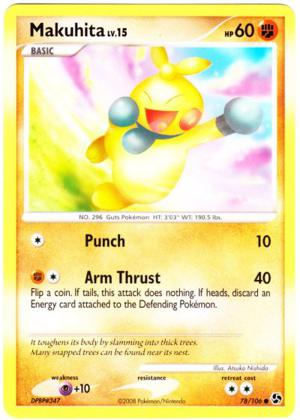 Makuhita LV.15 HP 60
BASIC
NO. 296 Guts Pokémon HT: 3'03" WT: 190.5 lbs.
Punch 10
Arm Thrust 40
Flip a coin. If tails, this attack does nothing. If heads, discard an
Energy card attached to the Defending Pokémon.
It toughens its body by slamming into thick trees.
Many snapped trees can be found near its nest.
Illus. Atsuko Nishida
weakness resistance retreat cost
+10
DPBP#347 ©2008 Pokémon 78/106